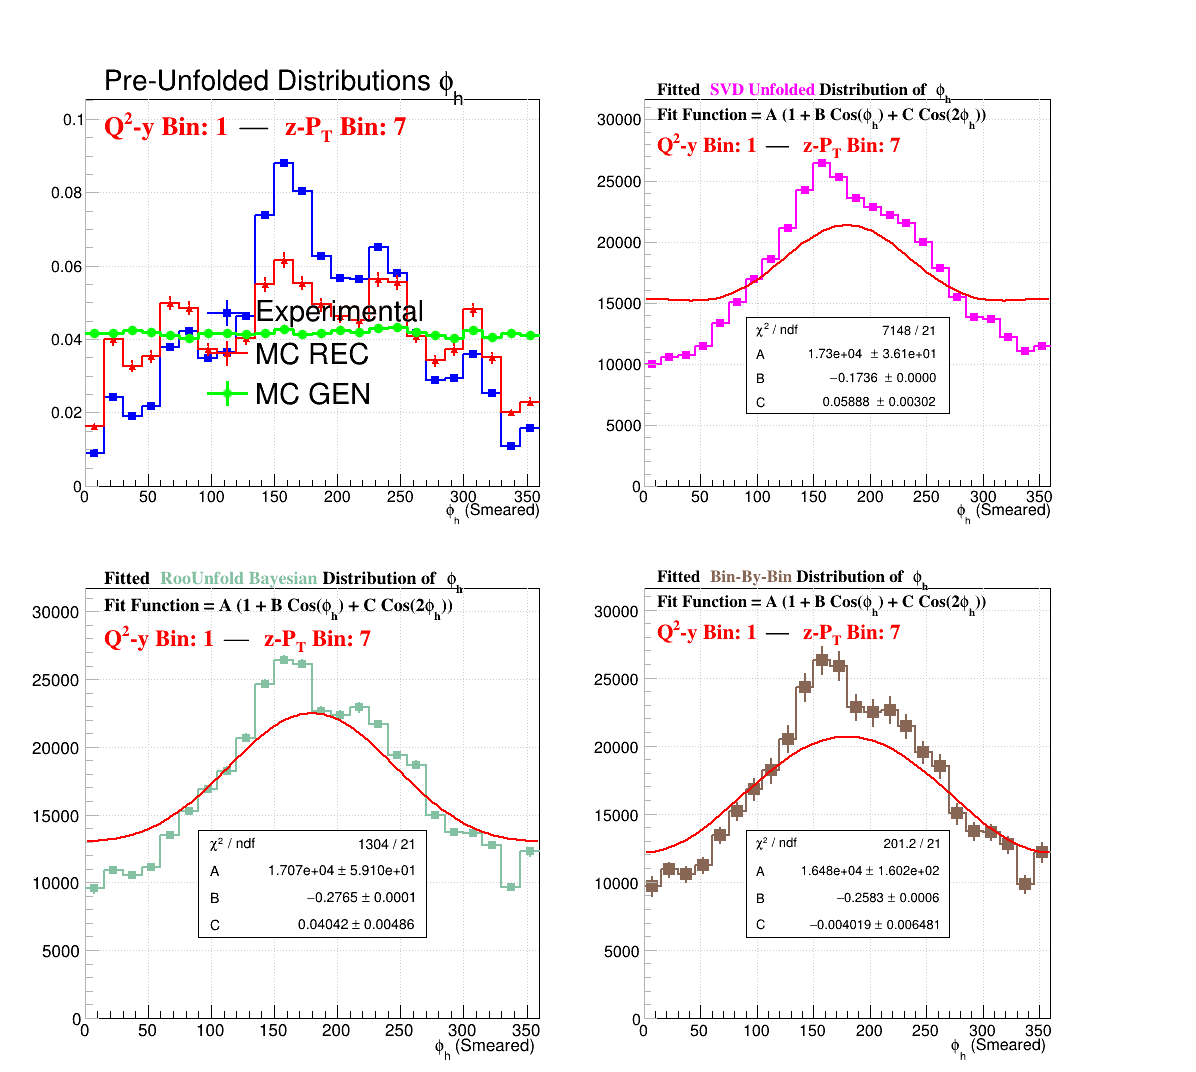 Pre-Unfolded Distributions ϕh
Q²-y Bin: 1 — z-PT Bin: 7
0.1
0.08
0.06
0.04
0.02
0
Experimental
MC REC
MC GEN
0 50 100 150 200 250 300 350
ϕh (Smeared)
Fitted SVD Unfolded Distribution of ϕh
Fit Function = A (1 + B Cos(ϕh) + C Cos(2ϕh))
Q²-y Bin: 1 — z-PT Bin: 7
30000
25000
20000
15000
10000
5000
0
χ² / ndf 7148 / 21
A 1.73e+04 ± 3.61e+01
B −0.1736 ± 0.0000
C 0.05888 ± 0.00302
0 50 100 150 200 250 300 350
ϕh (Smeared)
Fitted RooUnfold Bayesian Distribution of ϕh
Fit Function = A (1 + B Cos(ϕh) + C Cos(2ϕh))
Q²-y Bin: 1 — z-PT Bin: 7
30000
25000
20000
15000
10000
5000
0
χ² / ndf 1304 / 21
A 1.707e+04 ± 5.910e+01
B −0.2765 ± 0.0001
C 0.04042 ± 0.00486
0 50 100 150 200 250 300 350
ϕh (Smeared)
Fitted Bin-By-Bin Distribution of ϕh
Fit Function = A (1 + B Cos(ϕh) + C Cos(2ϕh))
Q²-y Bin: 1 — z-PT Bin: 7
30000
25000
20000
15000
10000
5000
0
χ² / ndf 201.2 / 21
A 1.648e+04 ± 1.602e+02
B −0.2583 ± 0.0006
C −0.004019 ± 0.006481
0 50 100 150 200 250 300 350
ϕh (Smeared)